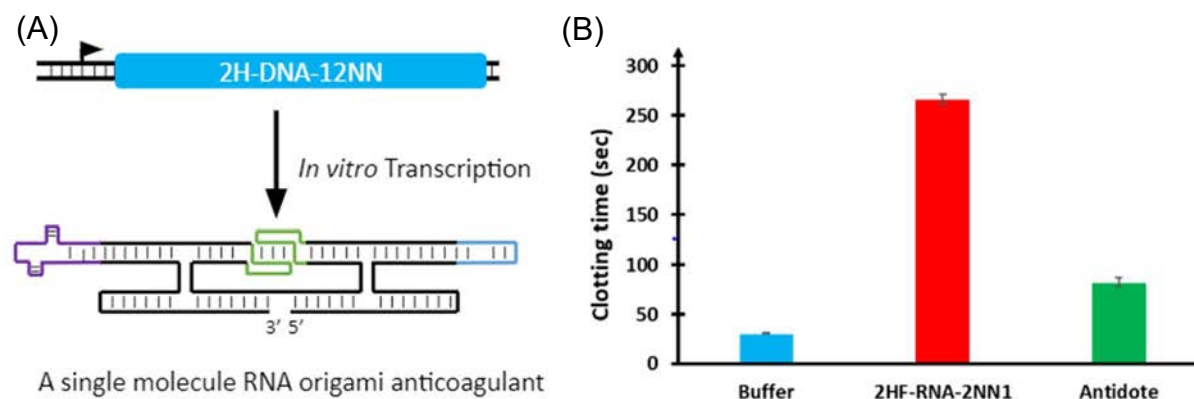 (A)
2H-DNA-12NN
In vitro Transcription
3' 5'
A single molecule RNA origami anticoagulant
(B)
Clotting time (sec)
300
250
200
150
100
50
0
Buffer
2HF-RNA-2NN1
Antidote